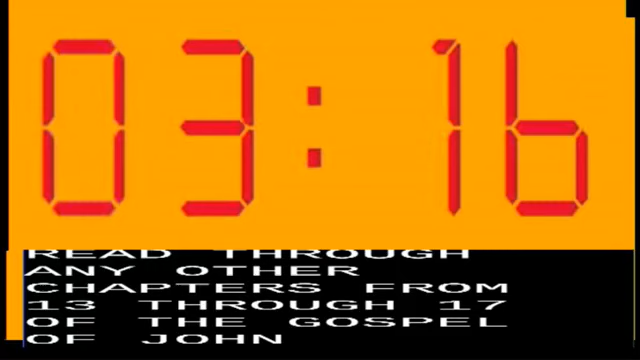 03:16
READ THROUGH
ANY OTHER
CHAPTERS FROM
13 THROUGH 17
OF THE GOSPEL
OF JOHN